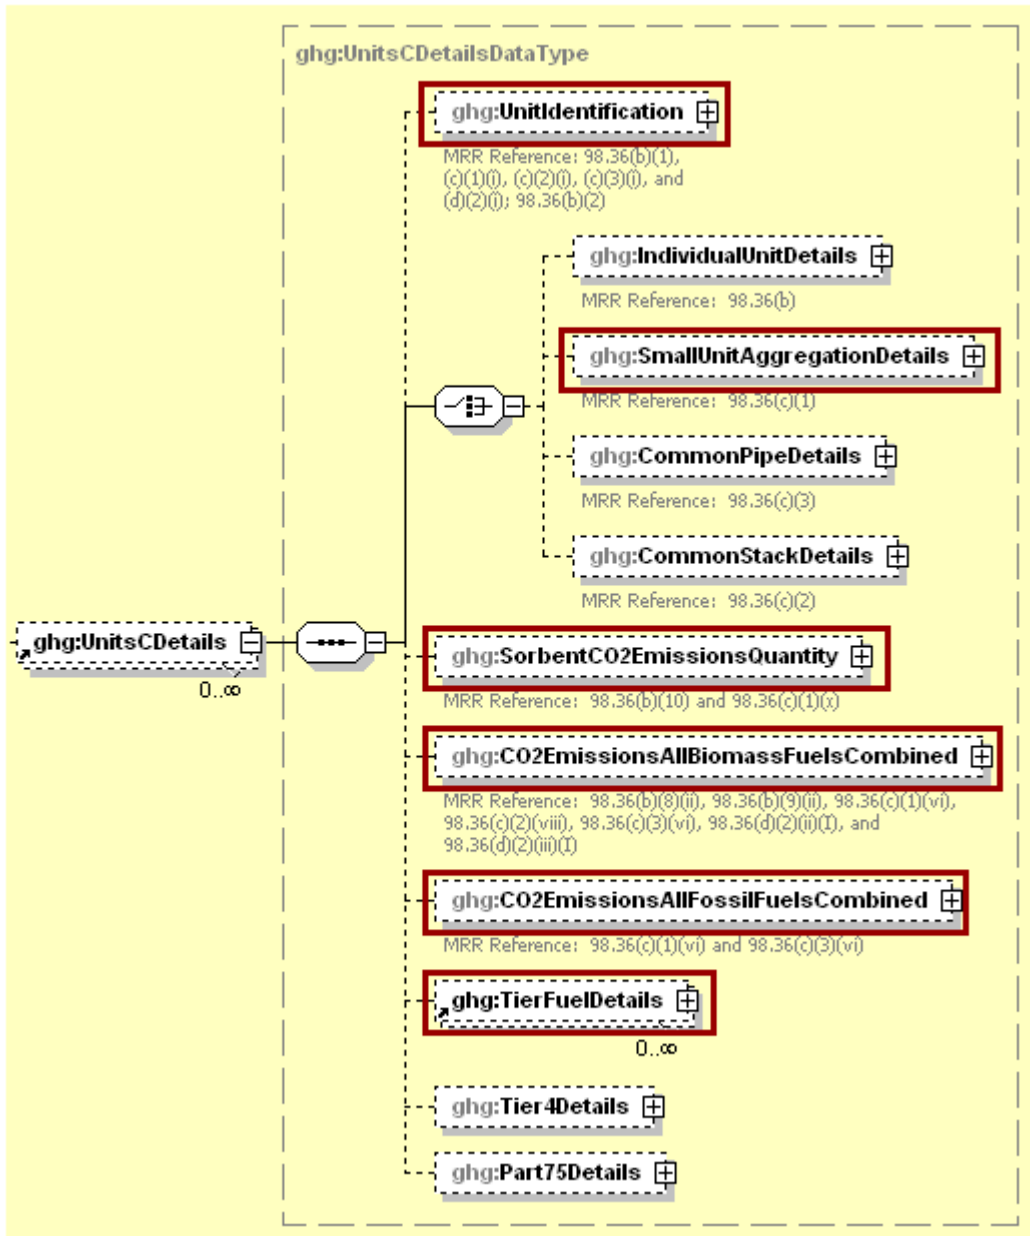 ghg:UnitsCDetailsDataType
ghg:UnitIdentification
MRR Reference: 98.36(b)(1),
(c)(1)(i), (c)(2)(i), (c)(3)(i), and
(d)(2)(i); 98.36(b)(2)
ghg:IndividualUnitDetails
MRR Reference: 98.36(b)
ghg:SmallUnitAggregationDetails
MRR Reference: 98.36(c)(1)
ghg:CommonPipeDetails
MRR Reference: 98.36(c)(3)
ghg:CommonStackDetails
MRR Reference: 98.36(c)(2)
ghg:UnitsCDetails
0..∞
ghg:SorbentCO2EmissionsQuantity
MRR Reference: 98.36(b)(10) and 98.36(c)(1)(x)
ghg:CO2EmissionsAllBiomassFuelsCombined
MRR Reference: 98.36(b)(8)(ii), 98.36(b)(9)(ii), 98.36(c)(1)(vi),
98.36(c)(2)(viii), 98.36(c)(3)(vi), 98.36(d)(2)(ii)(I), and
98.36(d)(2)(iii)(I)
ghg:CO2EmissionsAllFossilFuelsCombined
MRR Reference: 98.36(c)(1)(vi) and 98.36(c)(3)(vi)
ghg:TierFuelDetails
0..∞
ghg:Tier4Details
ghg:Part75Details